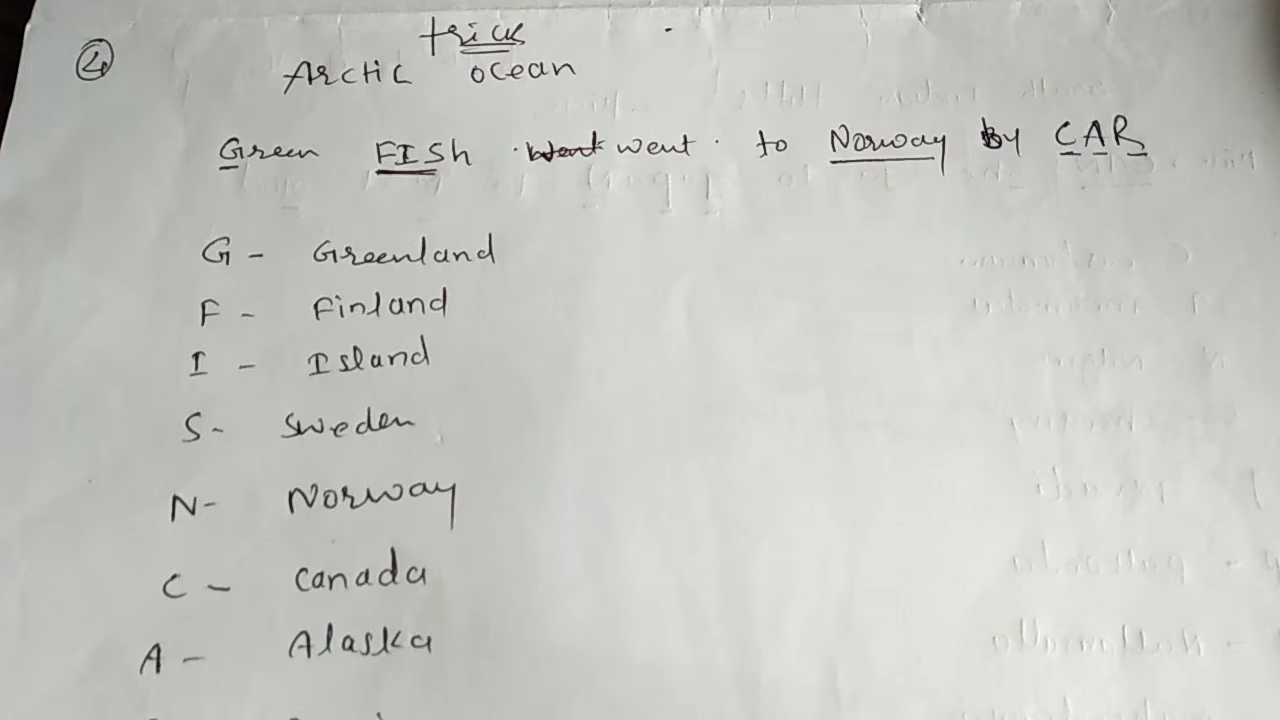 ④ trick
Arctic ocean
Green FISh went to Norway by CAR
G - Greenland
F - Finland
I - Island
S - Sweden
N - Norway
C - Canada
A - Alaska